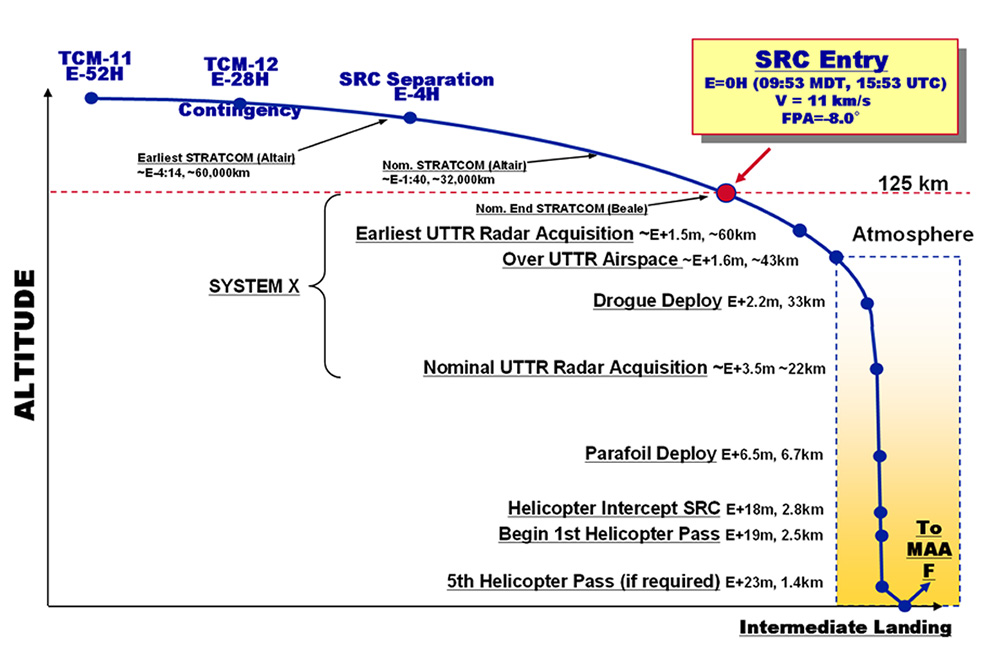 TCM-11
E-52H
TCM-12
E-28H
Contingency
SRC Separation
E-4H
SRC Entry
E=0H (09:53 MDT, 15:53 UTC)
V = 11 km/s
FPA=-8.0°
Earliest STRATCOM (Altair)
~E-4:14, ~60,000km
Nom. STRATCOM (Altair)
~E-1:40, ~32,000km
125 km
Nom. End STRATCOM (Beale)
Earliest UTTR Radar Acquisition ~E+1.5m, ~60km
Atmosphere
Over UTTR Airspace ~E+1.6m, ~43km
SYSTEM X
Drogue Deploy E+2.2m, 33km
ALTITUDE
Nominal UTTR Radar Acquisition ~E+3.5m ~22km
Parafoil Deploy E+6.5m, 6.7km
Helicopter Intercept SRC E+18m, 2.8km
Begin 1st Helicopter Pass E+19m, 2.5km
To
MAA
F
5th Helicopter Pass (if required) E+23m, 1.4km
Intermediate Landing